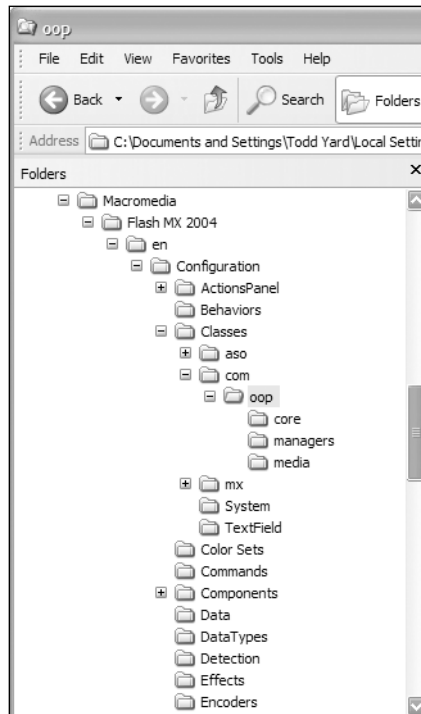 oop
File Edit View Favorites Tools Help
Back Search Folders
Address C:\Documents and Settings\Todd Yard\Local Settin
Folders
Macromedia
Flash MX 2004
en
Configuration
ActionsPanel
Behaviors
Classes
aso
com
oop
core
managers
media
mx
System
TextField
Color Sets
Commands
Components
Data
DataTypes
Detection
Effects
Encoders